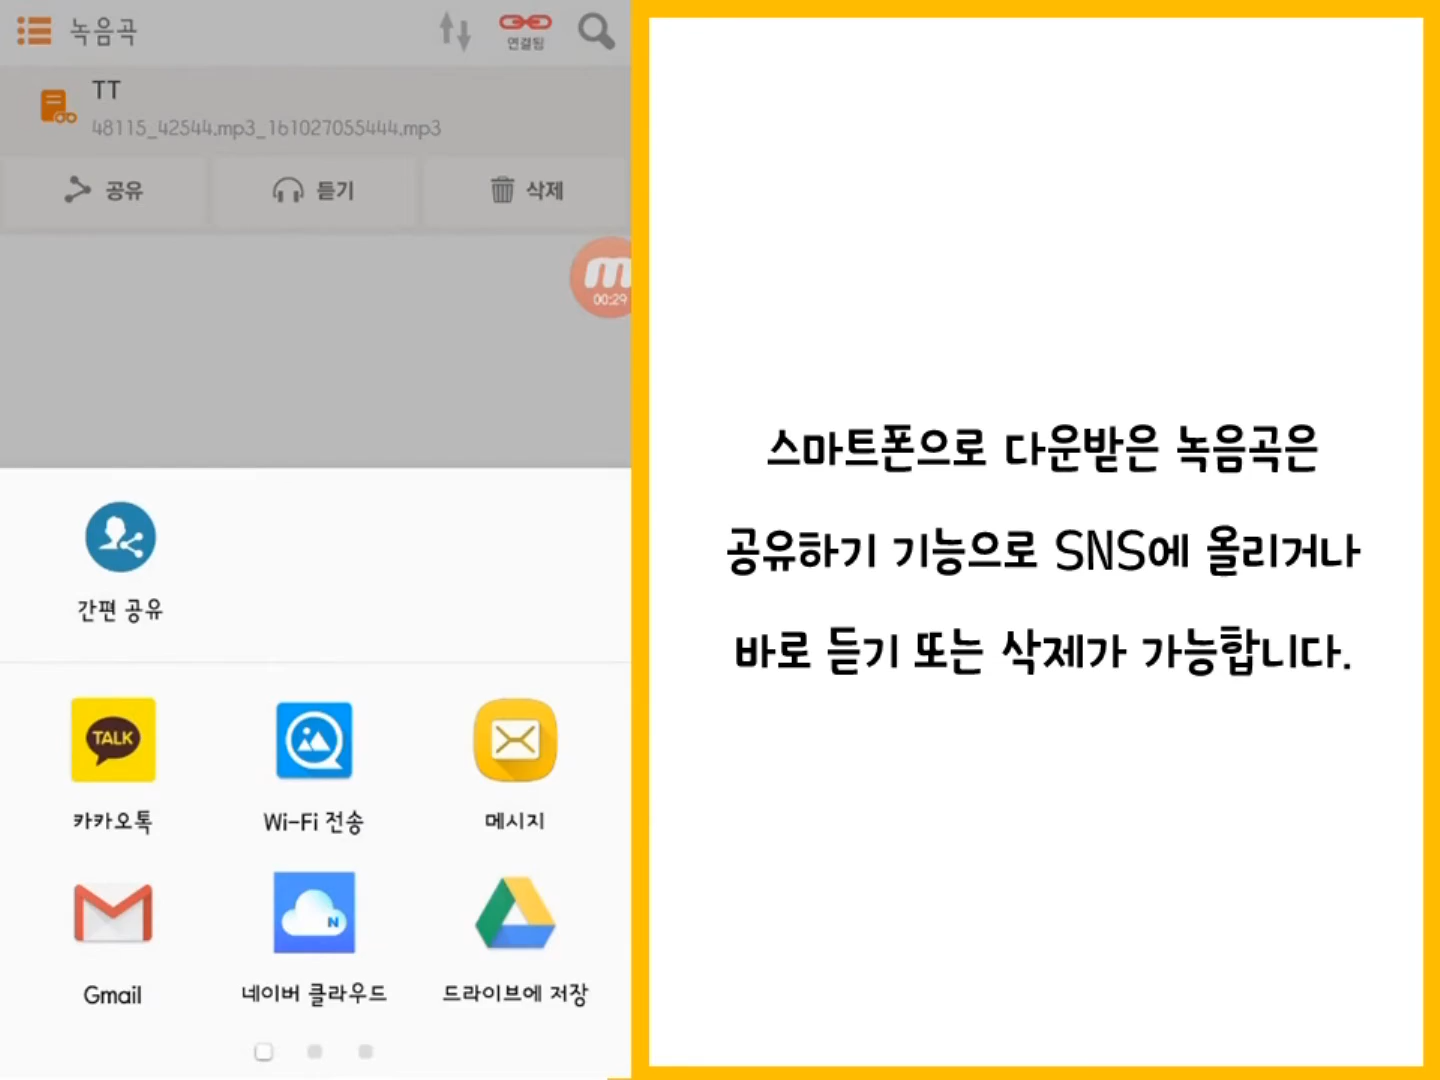 녹음곡
연결됨
TT
48115_42544.mp3_161027055444.mp3
공유
듣기
삭제
m
00:29
간편 공유
TALK
카카오톡
Wi-Fi 전송
메시지
N
Gmail
네이버 클라우드
드라이브에 저장
스마트폰으로 다운받은 녹음곡은
공유하기 기능으로 SNS에 올리거나
바로 듣기 또는 삭제가 가능합니다.